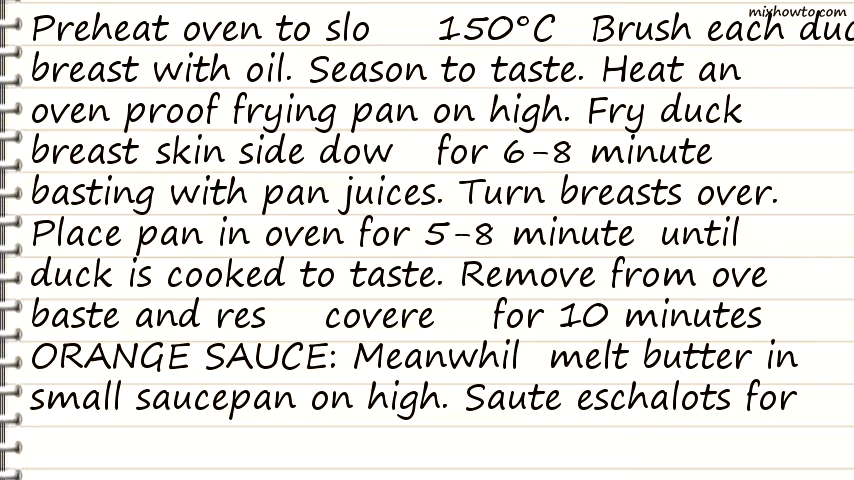 mixhowto.com
Preheat oven to slo 150°C Brush each duc
breast with oil. Season to taste. Heat an
oven proof frying pan on high. Fry duck
breast skin side dow for 6-8 minute
basting with pan juices. Turn breasts over.
Place pan in oven for 5-8 minute until
duck is cooked to taste. Remove from ove
baste and res covere for 10 minutes
ORANGE SAUCE: Meanwhil melt butter in
small saucepan on high. Saute eschalots for